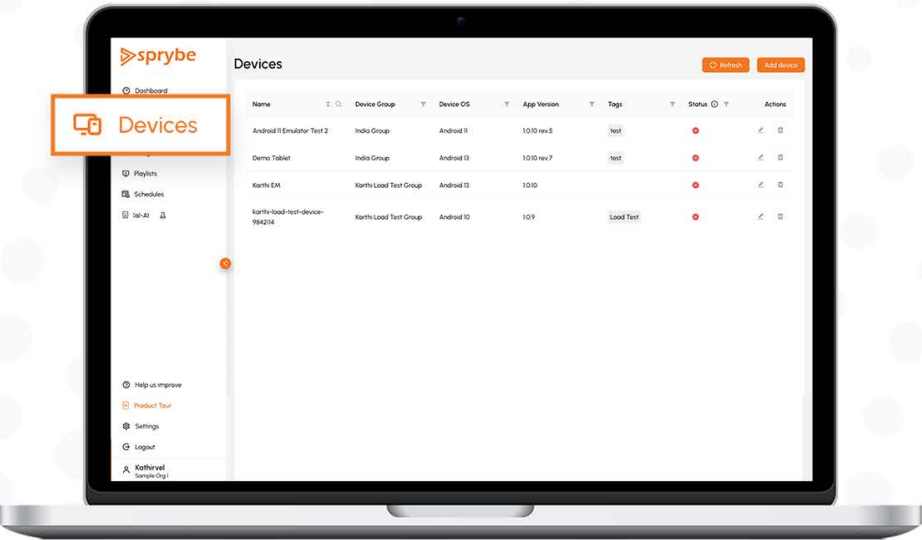 sprybe
Dashboard
Devices
Playlists
Schedules
1al-AI
Help us improve
Product Tour
Settings
Logout
Kathirvel
Sample Org 1
Devices
Refresh
Add device
Name Device Group Device OS App Version Tags Status Actions
Android 11 Emulator Test 2 India Group Android 11 1.0.10 rev.5 test
Demo Tablet India Group Android 13 1.0.10 rev.7 test
Karthi EM Karthi Load Test Group Android 13 1.0.10
karthi-load-test-device-
9842114 Karthi Load Test Group Android 10 1.0.9 Load Test